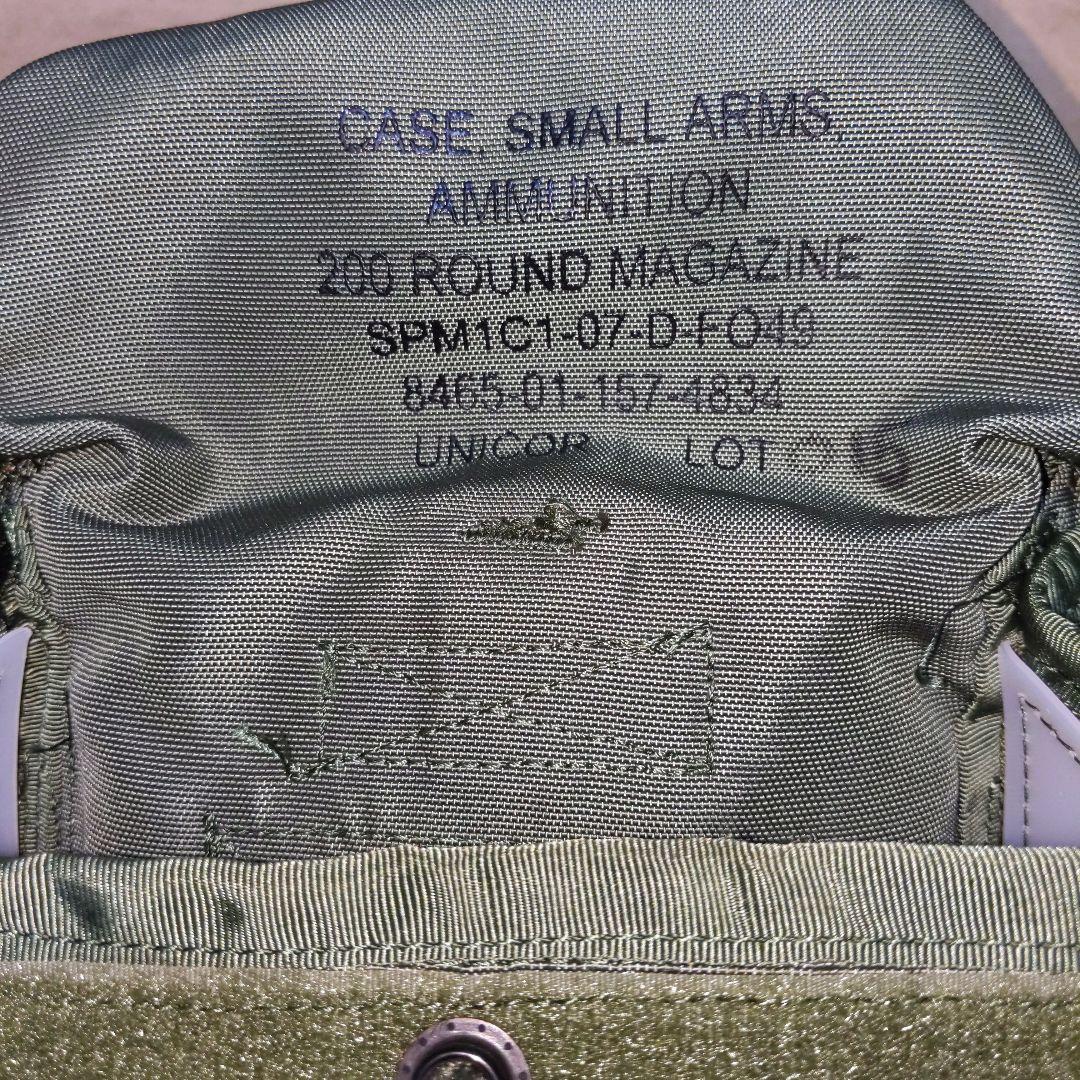 CASE, SMALL ARMS,
AMMUNITION
200 ROUND MAGAZINE
SPM1C1-07-D-FO49
8465-01-157-4834
UNICOR LOT